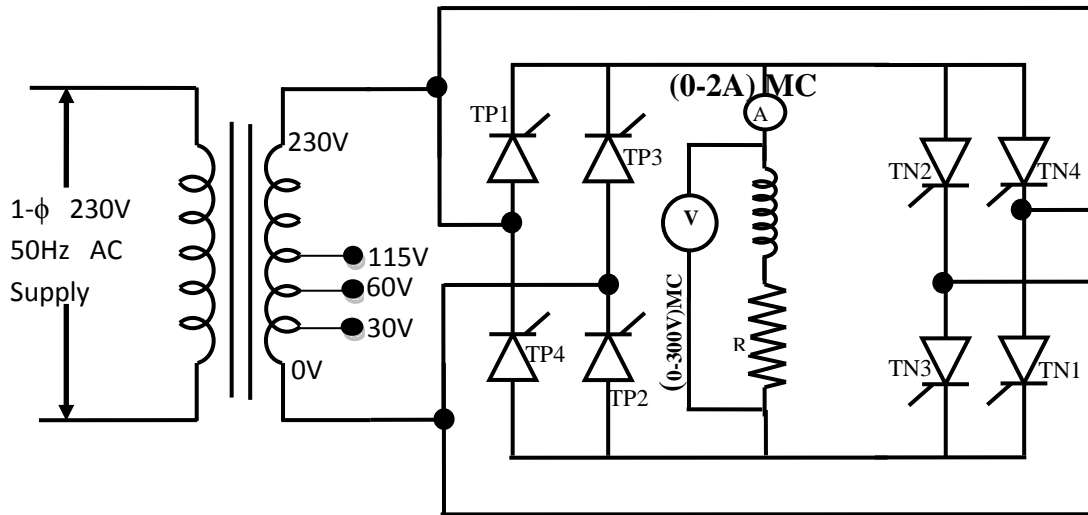 (0-2A) MC
A
TP1
TP3
TN2
TN4
230V
1-ϕ 230V
50Hz AC
Supply
V
115V
60V
30V
(0-300V)MC
R
TP4
TP2
TN3
TN1
0V